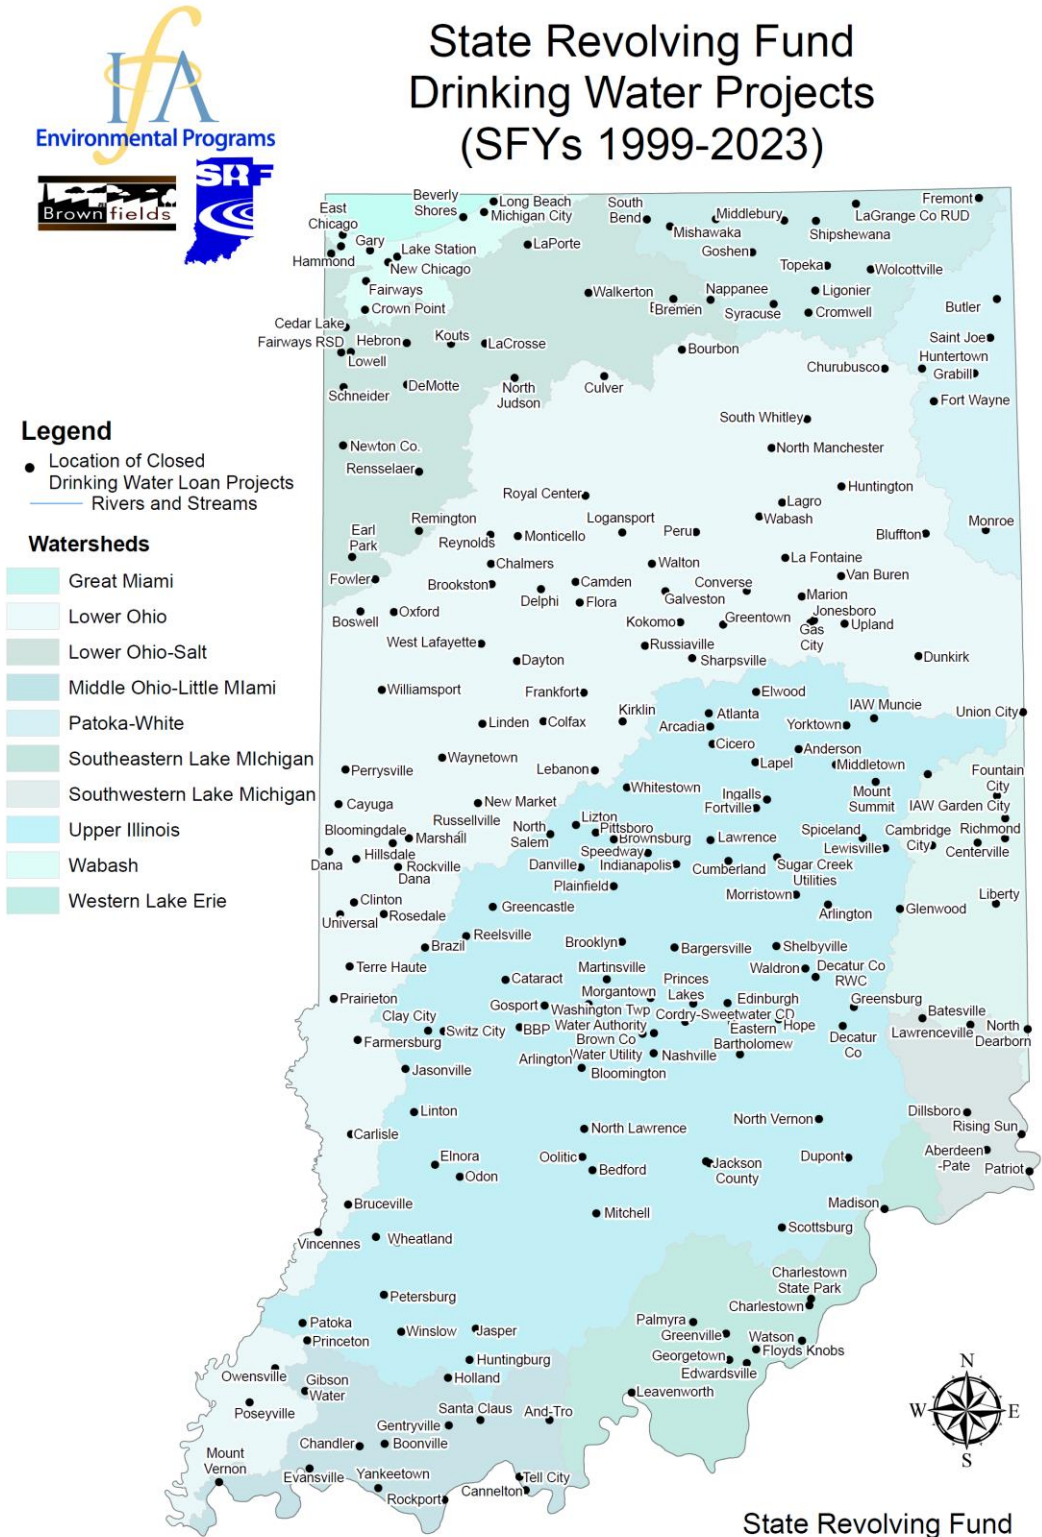 IFA
Environmental Programs
Brownfields
SRF
State Revolving Fund
Drinking Water Projects
(SFYs 1999-2023)
Legend
Location of Closed
Drinking Water Loan Projects
Rivers and Streams
Watersheds
Great Miami
Lower Ohio
Lower Ohio-Salt
Middle Ohio-Little MIami
Patoka-White
Southeastern Lake MIchigan
Southwestern Lake Michigan
Upper Illinois
Wabash
Western Lake Erie
Beverly
Shores
Long Beach
Michigan City
South
Bend
Mishawaka
Middlebury
Shipshewana
LaGrange Co RUD
Fremont
East
Chicago
Gary
Hammond
Lake Station
New Chicago
LaPorte
Goshen
Topeka
Wolcottville
Fairways
Crown Point
Walkerton
Bremen
Nappanee
Syracuse
Ligonier
Cromwell
Butler
Cedar Lake
Fairways RSD
Lowell
Hebron
Kouts
LaCrosse
Bourbon
Saint Joe
Churubusco
Huntertown
Grabill
Schneider
DeMotte
North
Judson
Culver
Fort Wayne
South Whitley
Newton Co.
Rensselaer
North Manchester
Royal Center
Huntington
Lagro
Wabash
Remington
Reynolds
Monticello
Logansport
Peru
Bluffton
Monroe
Earl
Park
Fowler
Chalmers
Walton
La Fontaine
Van Buren
Brookston
Delphi
Camden
Flora
Galveston
Converse
Marion
Jonesboro
Gas
City
Upland
Boswell
Oxford
Kokomo
Greentown
West Lafayette
Russiaville
Sharpsville
Dunkirk
Dayton
Williamsport
Frankfort
Elwood
Linden
Colfax
Kirklin
Atlanta
Arcadia
IAW Muncie
Yorktown
Union City
Cicero
Anderson
Waynetown
Lebanon
Lapel
Middletown
Perrysville
Whitestown
Ingalls
Fortville
Mount
Summit
Fountain
City
Cayuga
New Market
Russellville
IAW Garden City
Bloomingdale
Marshall
North
Salem
Lizton
Pittsboro
Brownsburg
Lawrence
Spiceland
Lewisville
Cambridge
City
Richmond
Centerville
Dana
Hillsdale
Rockville
Dana
Danville
Speedway
Indianapolis
Cumberland
Sugar Creek
Utilities
Plainfield
Morristown
Arlington
Liberty
Clinton
Universal
Rosedale
Greencastle
Glenwood
Reelsville
Brazil
Brooklyn
Bargersville
Shelbyville
Terre Haute
Cataract
Martinsville
Princes
Lakes
Waldron
Decatur Co
RWC
Prairieton
Gosport
Morgantown
Washington Twp
Water Authority
Edinburgh
Cordry-Sweetwater CD
Greensburg
Batesville
Clay City
Switz City
BBP
Brown Co
Water Utility
Eastern
Bartholomew
Hope
Decatur
Co
Lawrenceville
North
Dearborn
Farmersburg
Arlington
Nashville
Bloomington
Jasonville
Linton
North Lawrence
North Vernon
Dillsboro
Rising Sun
Carlisle
Elnora
Oolitic
Jackson
County
Dupont
Aberdeen
-Pate
Patriot
Odon
Bedford
Bruceville
Mitchell
Madison
Vincennes
Wheatland
Scottsburg
Charlestown
State Park
Petersburg
Charlestown
Patoka
Princeton
Winslow
Jasper
Palmyra
Greenville
Watson
Floyds Knobs
Georgetown
Edwardsville
Huntingburg
Owensville
Gibson
Water
Holland
Leavenworth
Poseyville
Santa Claus
And-Tro
Gentryville
Chandler
Boonville
Mount
Vernon
Evansville
Yankeetown
Rockport
Tell City
Cannelton
N
W
E
S
State Revolving Fund